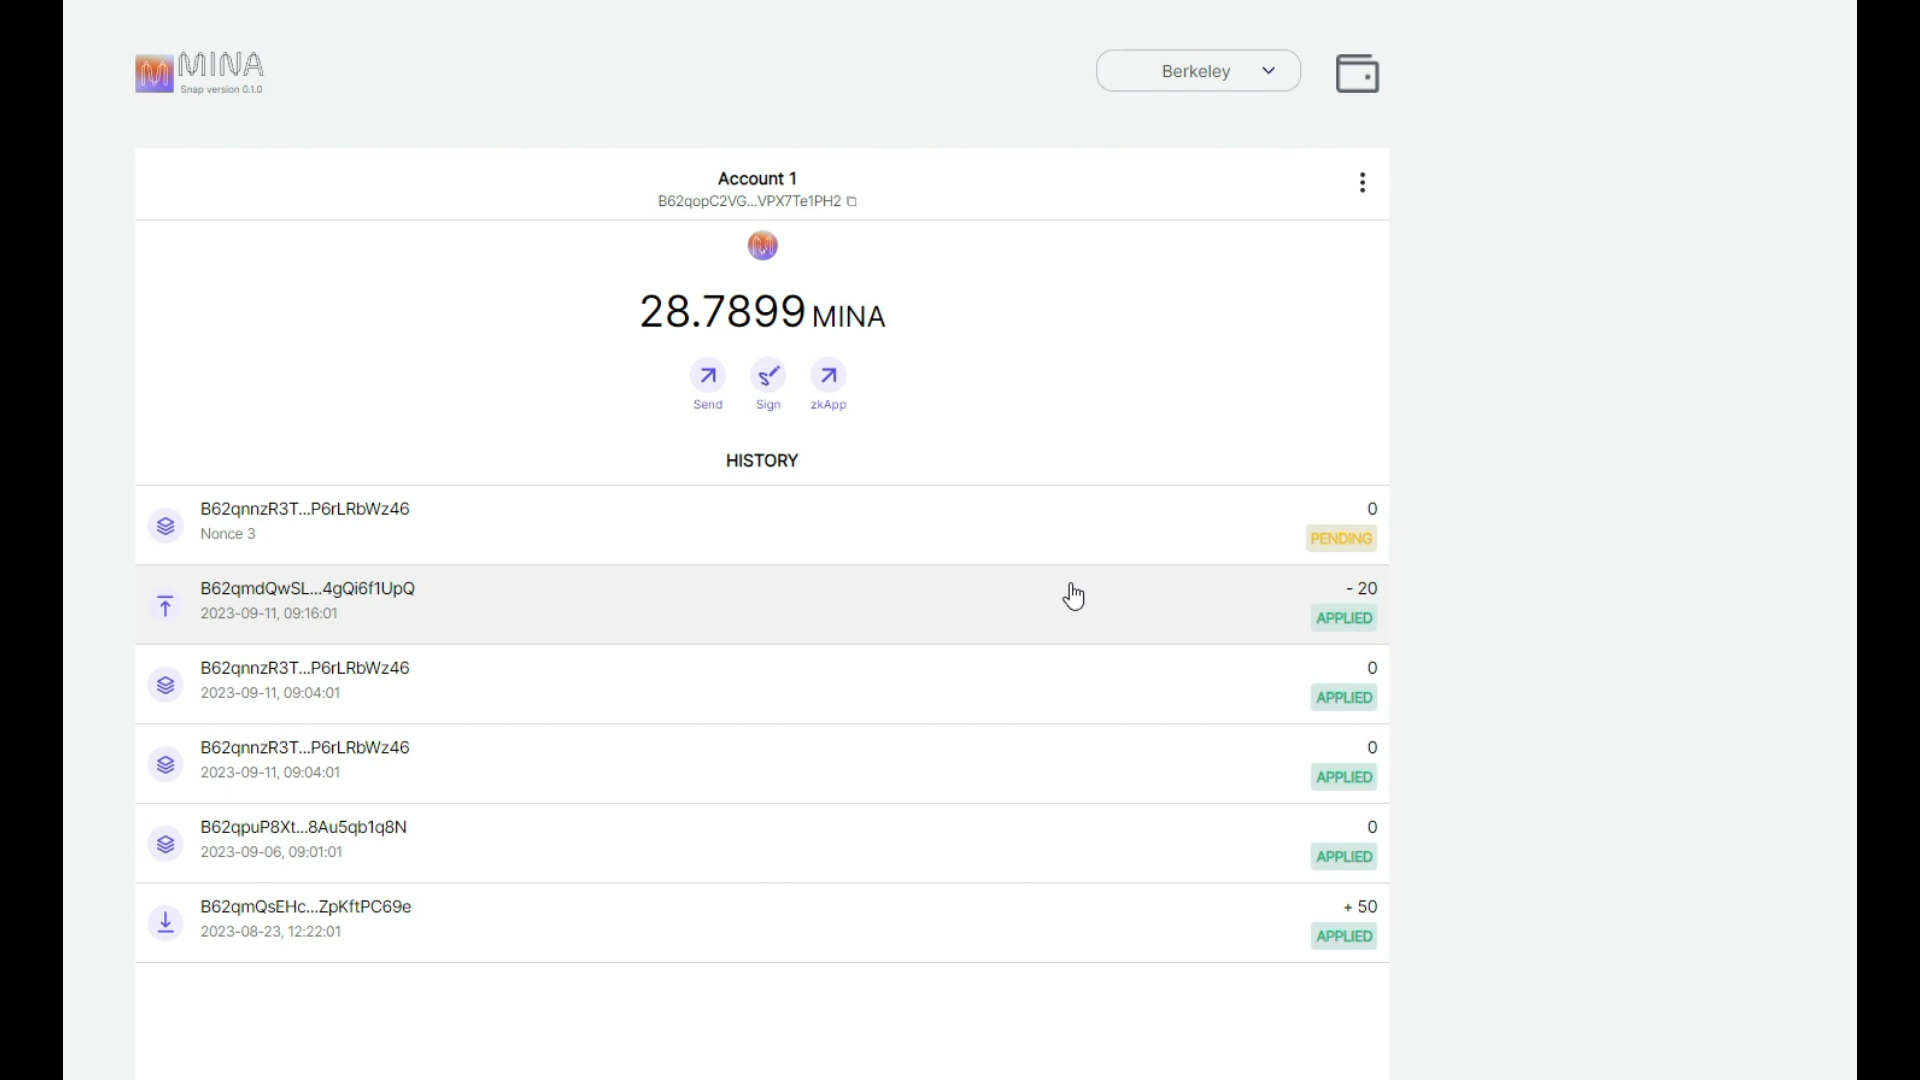 MINA
Snap version 0.1.0
Berkeley
Account 1
B62qopC2VG...VPX7Te1PH2
28.7899 MINA
Send
Sign
zkApp
HISTORY
B62qnnzR3T...P6rLRbWz46
0
Nonce 3
PENDING
B62qmdQwSL...4gQi6f1UpQ
- 20
2023-09-11, 09:16:01
APPLIED
B62qnnzR3T...P6rLRbWz46
0
2023-09-11, 09:04:01
APPLIED
B62qnnzR3T...P6rLRbWz46
0
2023-09-11, 09:04:01
APPLIED
B62qpuP8Xt...8Au5qb1q8N
0
2023-09-06, 09:01:01
APPLIED
B62qmQsEHc...ZpKftPC69e
+ 50
2023-08-23, 12:22:01
APPLIED